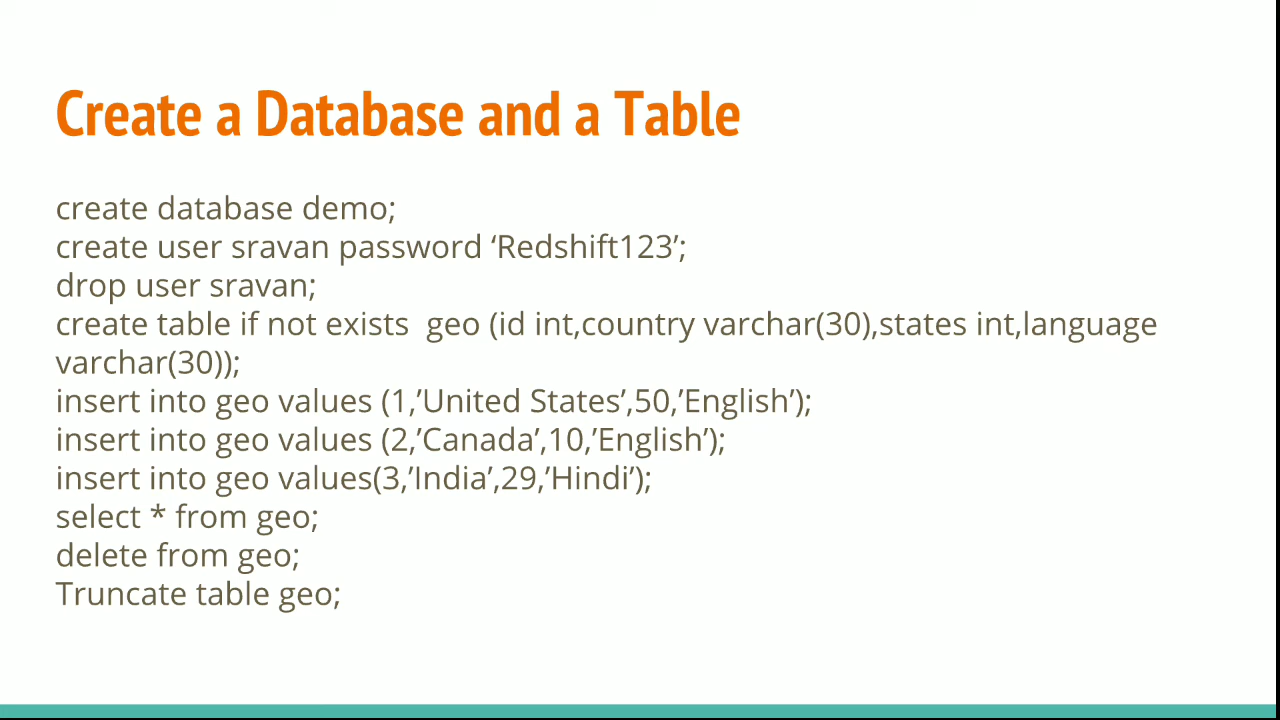 Create a Database and a Table
create database demo;
create user sravan password ‘Redshift123’;
drop user sravan;
create table if not exists  geo (id int,country varchar(30),states int,language
varchar(30));
insert into geo values (1,’United States’,50,’English’);
insert into geo values (2,’Canada’,10,’English’);
insert into geo values(3,’India’,29,’Hindi’);
select * from geo;
delete from geo;
Truncate table geo;